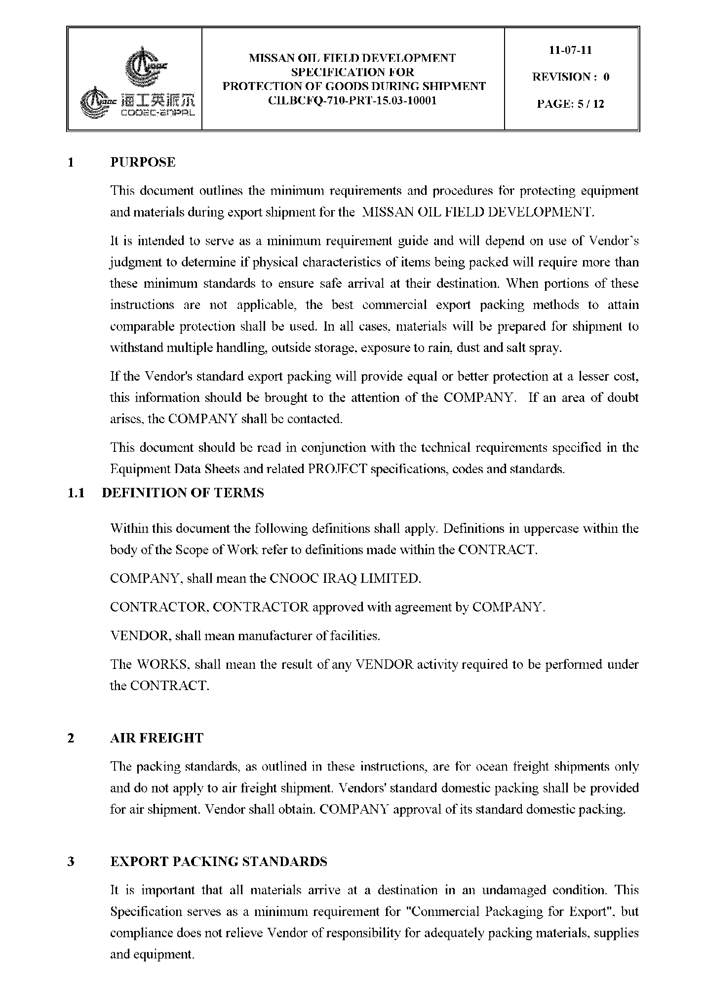 CNOOC
CNOOC 海工英派尔
COOEC-ENPAL
MISSAN OIL FIELD DEVELOPMENT
SPECIFICATION FOR
PROTECTION OF GOODS DURING SHIPMENT
CILBCFQ-710-PRT-15.03-10001
11-07-11
REVISION : 0
PAGE: 5 / 12
1 PURPOSE
This document outlines the minimum requirements and procedures for protecting equipment
and materials during export shipment for the MISSAN OIL FIELD DEVELOPMENT.
It is intended to serve as a minimum requirement guide and will depend on use of Vendor's
judgment to determine if physical characteristics of items being packed will require more than
these minimum standards to ensure safe arrival at their destination. When portions of these
instructions are not applicable, the best commercial export packing methods to attain
comparable protection shall be used. In all cases, materials will be prepared for shipment to
withstand multiple handling, outside storage, exposure to rain, dust and salt spray.
If the Vendor's standard export packing will provide equal or better protection at a lesser cost,
this information should be brought to the attention of the COMPANY. If an area of doubt
arises, the COMPANY shall be contacted.
This document should be read in conjunction with the technical requirements specified in the
Equipment Data Sheets and related PROJECT specifications, codes and standards.
1.1 DEFINITION OF TERMS
Within this document the following definitions shall apply. Definitions in uppercase within the
body of the Scope of Work refer to definitions made within the CONTRACT.
COMPANY, shall mean the CNOOC IRAQ LIMITED.
CONTRACTOR, CONTRACTOR approved with agreement by COMPANY.
VENDOR, shall mean manufacturer of facilities.
The WORKS, shall mean the result of any VENDOR activity required to be performed under
the CONTRACT.
2 AIR FREIGHT
The packing standards, as outlined in these instructions, are for ocean freight shipments only
and do not apply to air freight shipment. Vendors' standard domestic packing shall be provided
for air shipment. Vendor shall obtain. COMPANY approval of its standard domestic packing.
3 EXPORT PACKING STANDARDS
It is important that all materials arrive at a destination in an undamaged condition. This
Specification serves as a minimum requirement for "Commercial Packaging for Export", but
compliance does not relieve Vendor of responsibility for adequately packing materials, supplies
and equipment.